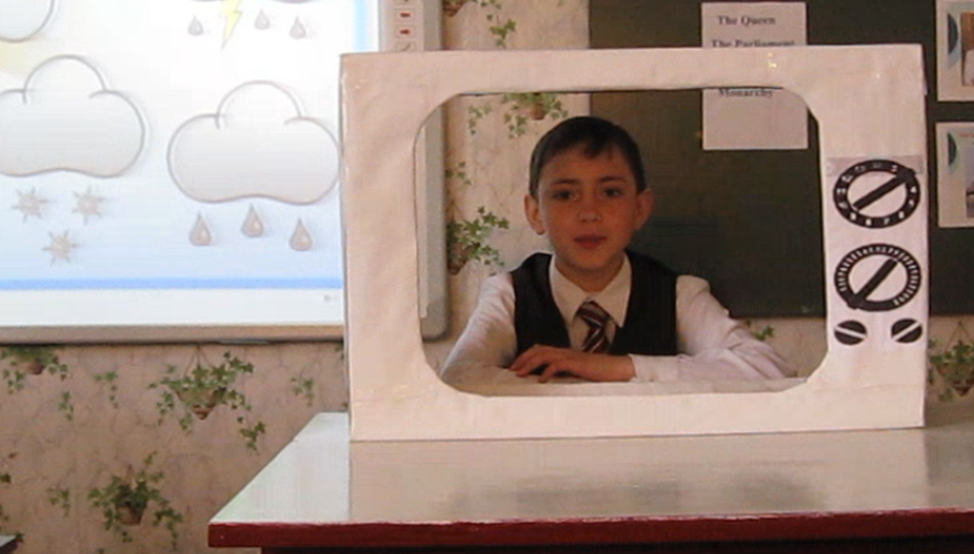 The Queen
The Parliament
Monarchy